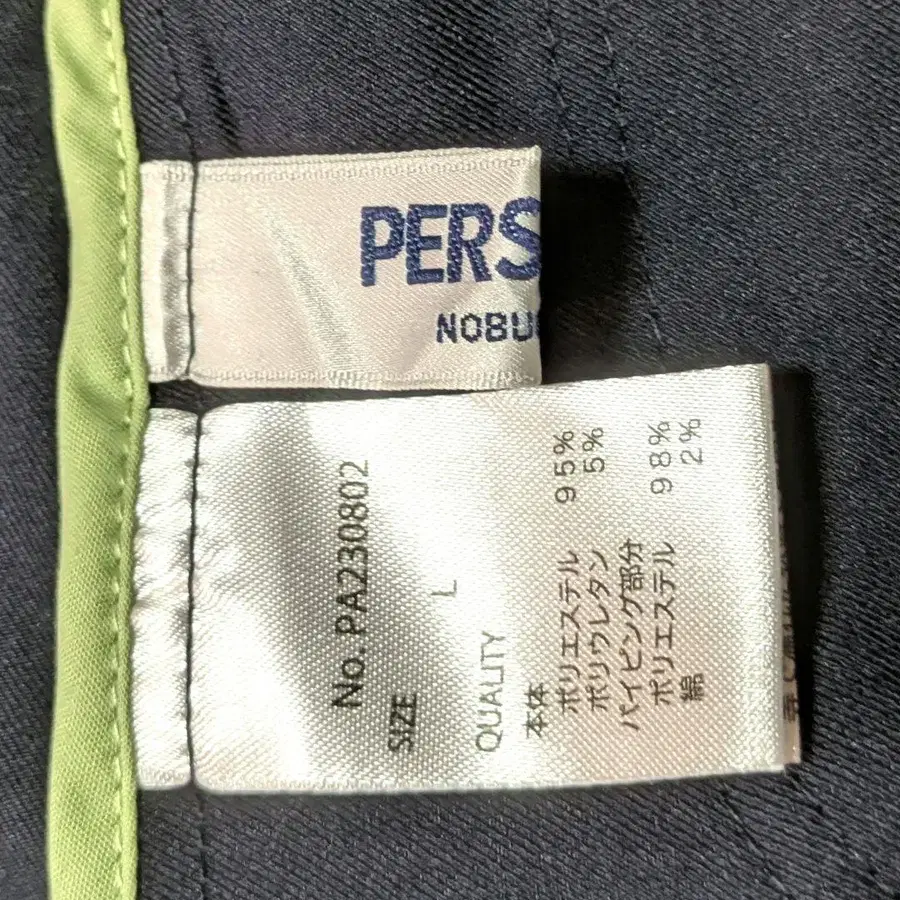 PERS
NOBU
No. PA230802
SIZE L
QUALITY
本体
ポリエステル 95%
ポリウレタン 5%
パイピング部分
ポリエステル 98%
綿 2%